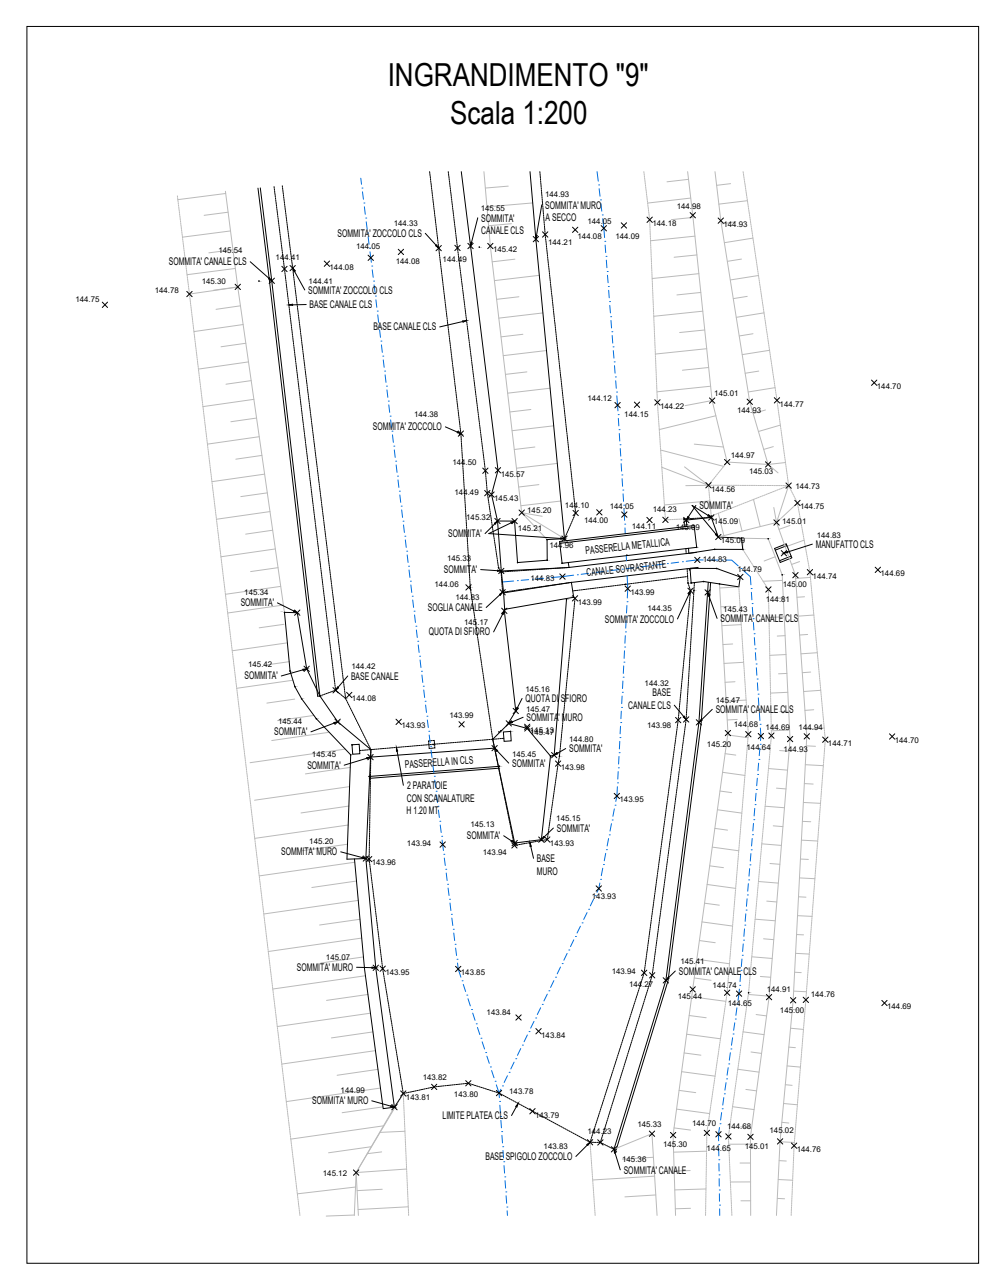 INGRANDIMENTO "9"
Scala 1:200
144.93
SOMMITA' MURO
A SECCO
145.55
SOMMITA'
CANALE CLS
144.33
SOMMITA' ZOCCOLO CLS
144.05
144.08
144.49
145.42
144.21
144.08
144.05
144.09
144.18
144.98
144.93
145.54
SOMMITA' CANALE CLS
144.41
144.08
144.41
SOMMITA' ZOCCOLO CLS
BASE CANALE CLS
145.30
144.78
144.75
BASE CANALE CLS
144.70
144.12
144.15
144.22
145.01
144.93
144.77
144.38
SOMMITA' ZOCCOLO
144.50
145.57
144.97
145.03
144.49
145.43
144.56
144.73
144.75
145.32
SOMMITA'
145.20
145.21
144.10
144.00
144.05
144.11
144.23
SOMMITA'
145.09
145.09
145.09
145.01
144.96
PASSERELLA METALLICA
144.83
MANUFATTO CLS
145.33
SOMMITA'
CANALE SOVRASTANTE
144.83
144.83
144.79
144.74
144.69
145.00
144.81
144.06
144.83
SOGLIA CANALE
143.99
143.99
144.35
SOMMITA' ZOCCOLO
145.43
SOMMITA' CANALE CLS
145.34
SOMMITA'
145.17
QUOTA DI SFIORO
145.42
SOMMITA'
144.42
BASE CANALE
144.08
145.16
QUOTA DI SFIORO
145.47
SOMMITA' MURO
144.32
BASE
CANALE CLS
143.98
145.47
SOMMITA' CANALE CLS
145.44
SOMMITA'
143.93
143.99
145.20
144.68
144.64
144.69
144.93
144.94
144.71
144.70
145.45
SOMMITA'
PASSERELLA IN CLS
145.45
SOMMITA'
144.80
SOMMITA'
143.98
2 PARATOIE
CON SCANALATURE
H 1.20 MT
143.95
145.13
SOMMITA'
145.15
SOMMITA'
143.94
143.94
143.93
BASE
MURO
145.20
SOMMITA' MURO
143.96
143.93
145.07
SOMMITA' MURO
143.95
143.85
143.94
144.27
145.41
SOMMITA' CANALE CLS
145.44
144.74
144.65
144.91
145.00
144.76
144.69
143.84
143.84
144.99
SOMMITA' MURO
143.81
143.82
143.80
143.78
LIMITE PLATEA CLS
143.79
144.23
143.83
BASE SPIGOLO ZOCCOLO
145.36
SOMMITA' CANALE
145.33
145.30
144.70
144.65
144.68
145.01
145.02
144.76
145.12